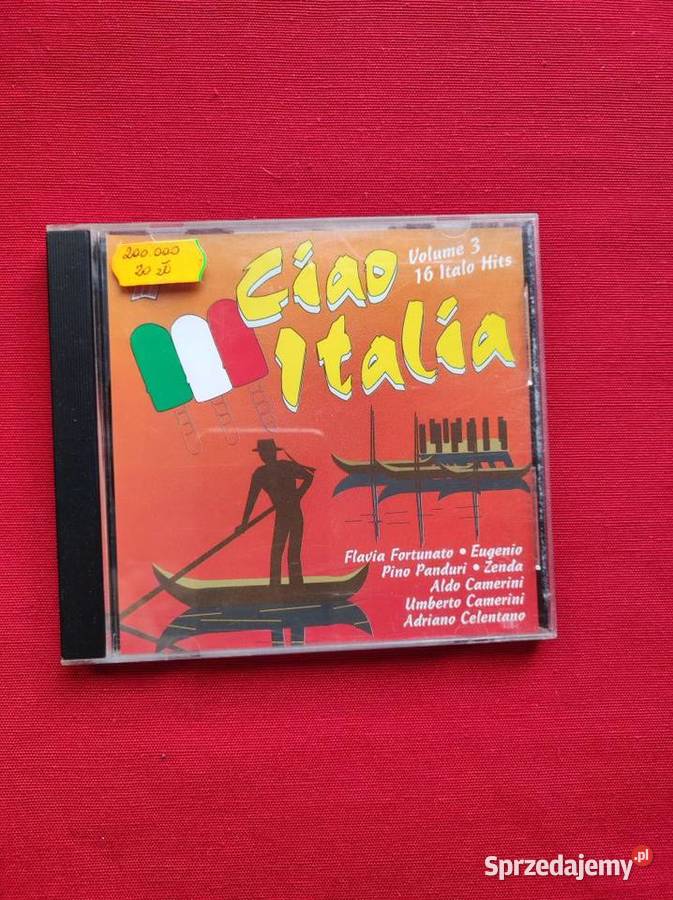 200.000
20 zł
Ciao
Italia
Volume 3
16 Italo Hits
Flavia Fortunato • Eugenio
Pino Panduri • Zenda
Aldo Camerini
Umberto Camerini
Adriano Celentano
Sprzedajemy.pl